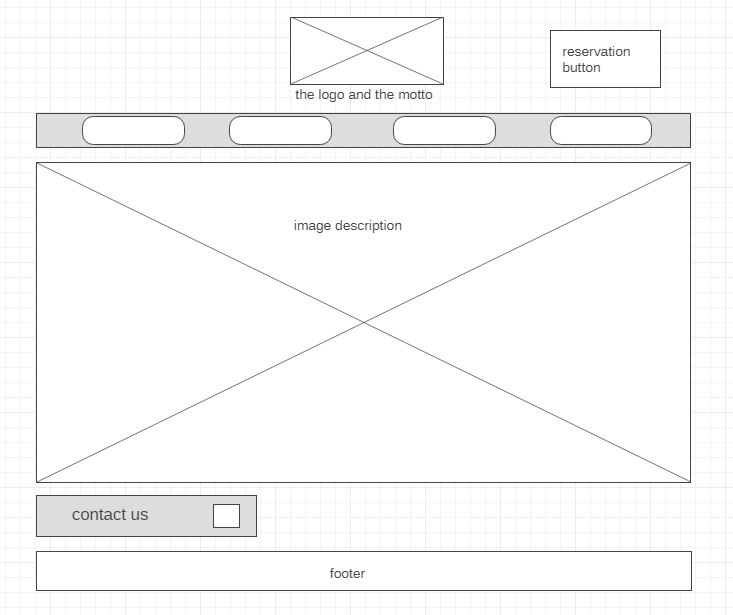 reservation
button
the logo and the motto
image description
contact us
footer